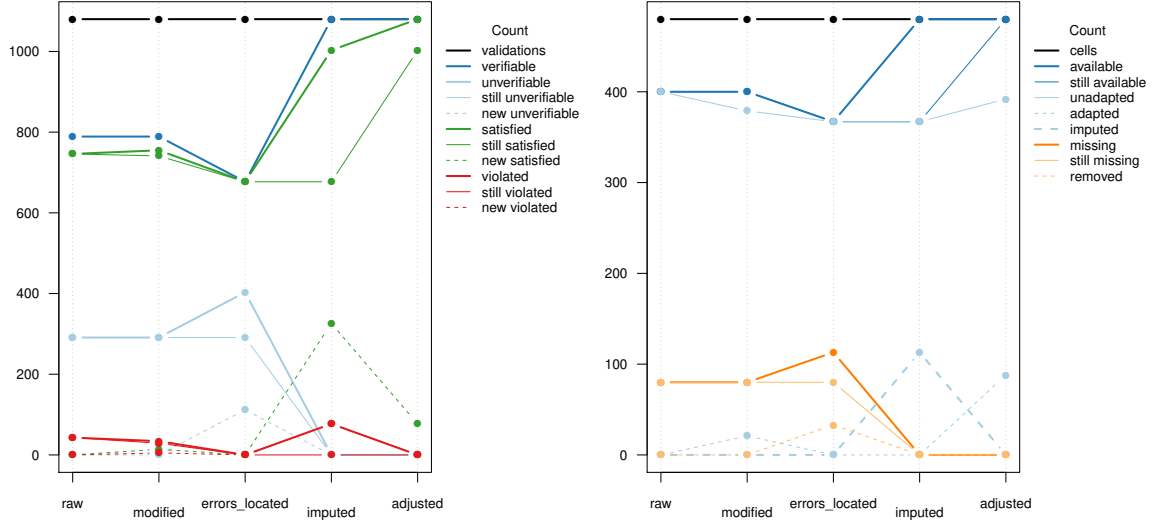 Count
validations
verifiable
unverifiable
still unverifiable
new unverifiable
satisfied
still satisfied
new satisfied
violated
still violated
new violated
1000
800
600
400
200
0
raw
modified
errors_located
imputed
adjusted
Count
cells
available
still available
unadapted
adapted
imputed
missing
still missing
removed
400
300
200
100
0
raw
modified
errors_located
imputed
adjusted